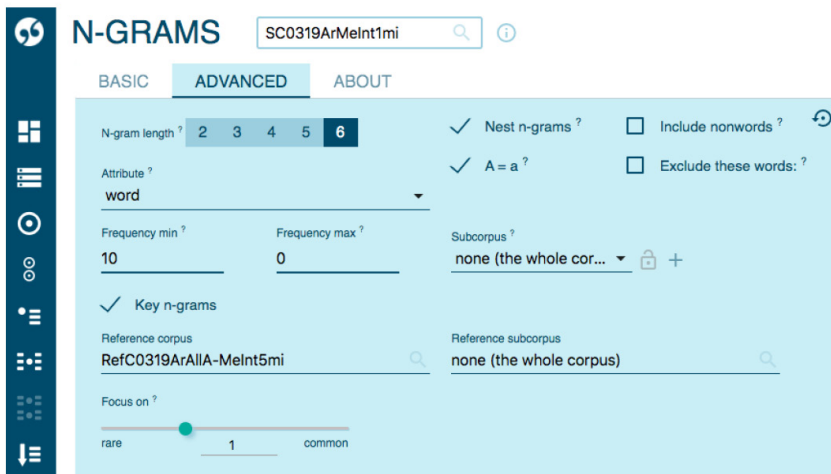 N-GRAMS SC0319ArMeInt1mi
BASIC ADVANCED ABOUT
N-gram length ? 2 3 4 5 6
Nest n-grams ? Include nonwords ?
A = a ? Exclude these words: ?
Attribute ?
word
Frequency min ? Frequency max ? Subcorpus ?
10 0 none (the whole cor...
Key n-grams
Reference corpus Reference subcorpus
RefC0319ArAllA-MeInt5mi none (the whole corpus)
Focus on ?
rare 1 common